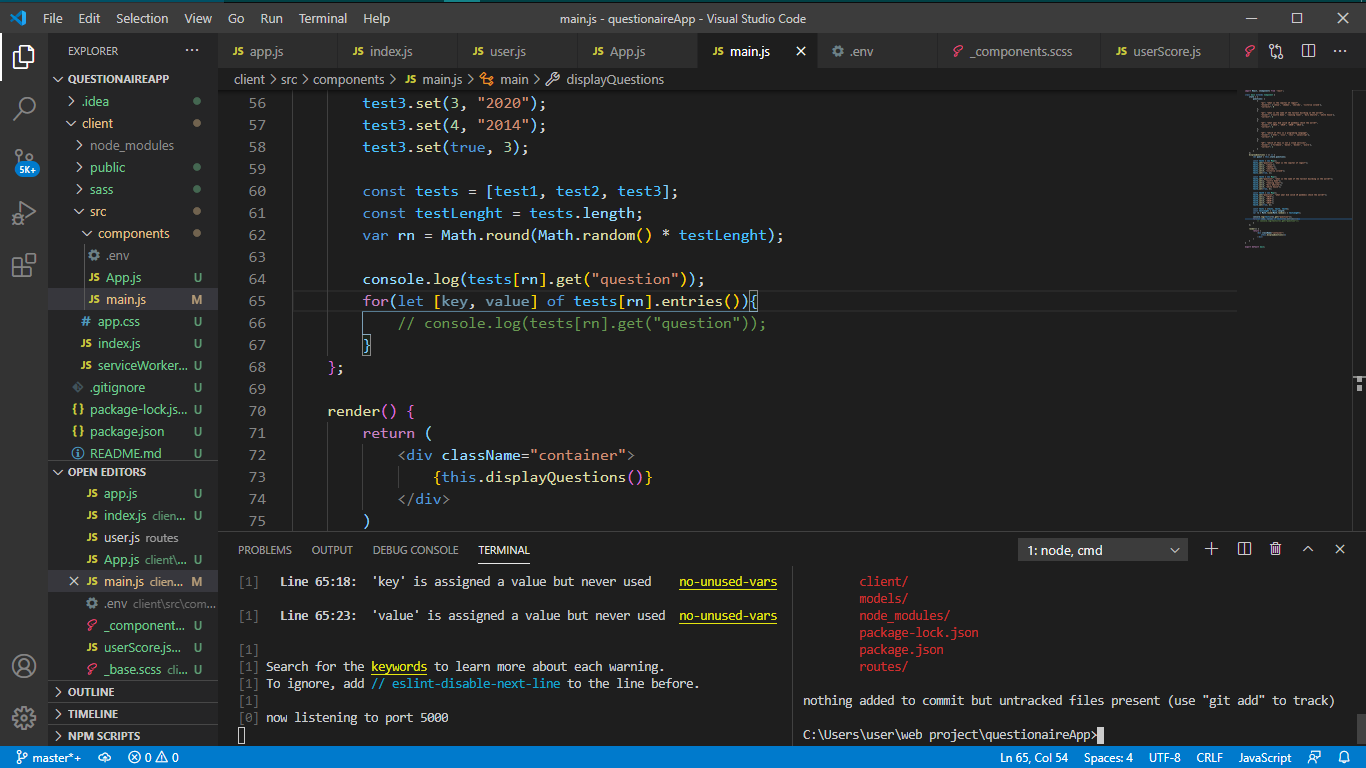 File Edit Selection View Go Run Terminal Help
main.js - questionaireApp - Visual Studio Code
EXPLORER
QUESTIONAIREAPP
.idea
client
node_modules
public
sass
src
components
.env
App.js U
main.js M
app.css U
index.js U
serviceWorker... U
.gitignore U
package-lock.js... U
package.json U
README.md U
OPEN EDITORS
app.js U
index.js clien... U
user.js routes
App.js client\... U
main.js clien... M
.env client\src\com...
_component... U
userScore.js... U
_base.scss cli... U
OUTLINE
TIMELINE
NPM SCRIPTS
5K+
app.js index.js user.js App.js main.js .env _components.scss userScore.js
client > src > components > JS main.js > main > displayQuestions
56 test3.set(3, "2020");
57 test3.set(4, "2014");
58 test3.set(true, 3);
59
60 const tests = [test1, test2, test3];
61 const testLenght = tests.length;
62 var rn = Math.round(Math.random() * testLenght);
63
64 console.log(tests[rn].get("question"));
65 for(let [key, value] of tests[rn].entries()){
66 // console.log(tests[rn].get("question"));
67 }
68 };
69
70 render() {
71 return (
72 <div className="container">
73 {this.displayQuestions()}
74 </div>
75 )
PROBLEMS OUTPUT DEBUG CONSOLE TERMINAL
1: node, cmd
[1] Line 65:18: 'key' is assigned a value but never used no-unused-vars
[1] Line 65:23: 'value' is assigned a value but never used no-unused-vars
[1]
[1] Search for the keywords to learn more about each warning.
[1] To ignore, add // eslint-disable-next-line to the line before.
[1]
[0] now listening to port 5000
client/
models/
node_modules/
package-lock.json
package.json
routes/
nothing added to commit but untracked files present (use "git add" to track)
C:\Users\user\web project\questionaireApp>
master*+ 0 0 Ln 65, Col 54 Spaces: 4 UTF-8 CRLF JavaScript